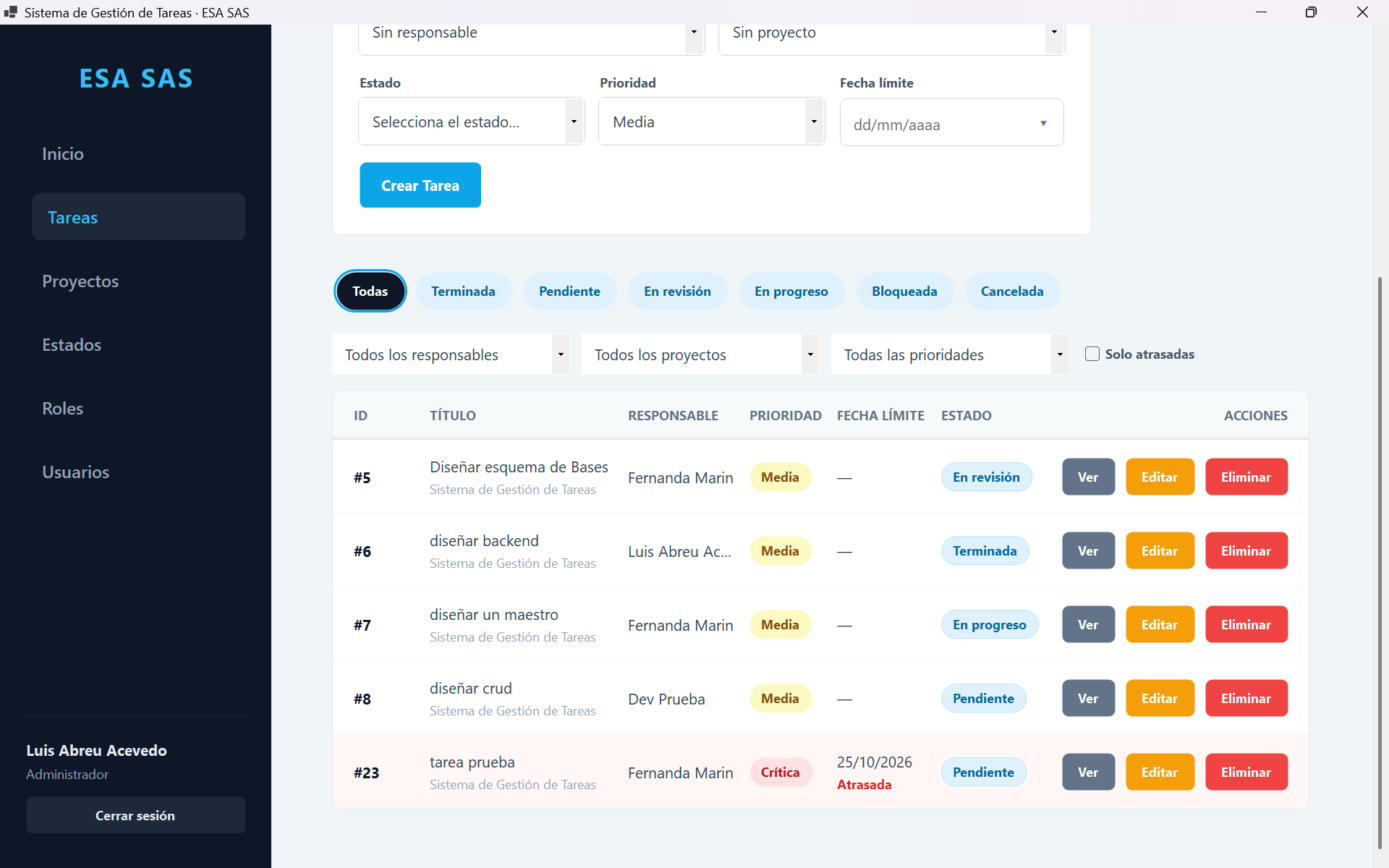 Sistema de Gestión de Tareas · ESA SAS
ESA SAS
Inicio
Tareas
Proyectos
Estados
Roles
Usuarios
Luis Abreu Acevedo
Administrador
Cerrar sesión
Sin responsable
Sin proyecto
Estado
Prioridad
Fecha límite
Selecciona el estado...
Media
dd/mm/aaaa
Crear Tarea
Todas
Terminada
Pendiente
En revisión
En progreso
Bloqueada
Cancelada
Todos los responsables
Todos los proyectos
Todas las prioridades
Solo atrasadas
ID TÍTULO RESPONSABLE PRIORIDAD FECHA LÍMITE ESTADO ACCIONES
#5 Diseñar esquema de Bases Fernanda Marin Media — En revisión Ver Editar Eliminar
Sistema de Gestión de Tareas
#6 diseñar backend Luis Abreu Ac... Media — Terminada Ver Editar Eliminar
Sistema de Gestión de Tareas
#7 diseñar un maestro Fernanda Marin Media — En progreso Ver Editar Eliminar
Sistema de Gestión de Tareas
#8 diseñar crud Dev Prueba Media — Pendiente Ver Editar Eliminar
Sistema de Gestión de Tareas
#23 tarea prueba Fernanda Marin Crítica 25/10/2026 Pendiente Ver Editar Eliminar
Sistema de Gestión de Tareas Atrasada